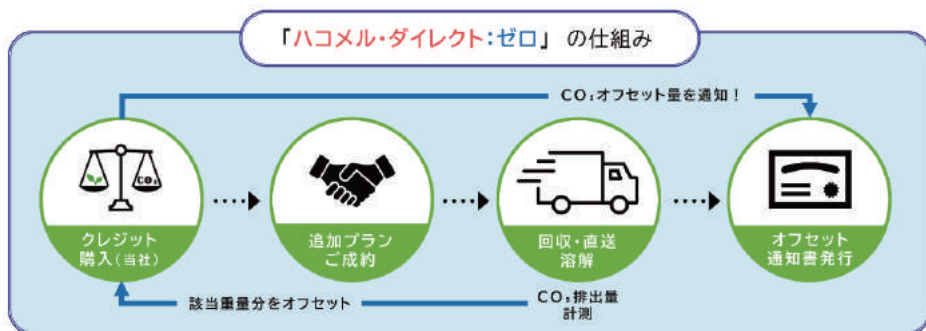 「ハコメル・ダイレクト：ゼロ」 の仕組み
CO₂オフセット量を通知！
CO₂
クレジット
購入(当社)
追加プラン
ご成約
回収・直送
溶解
オフセット
通知書発行
該当重量分をオフセット
CO₂排出量
計測